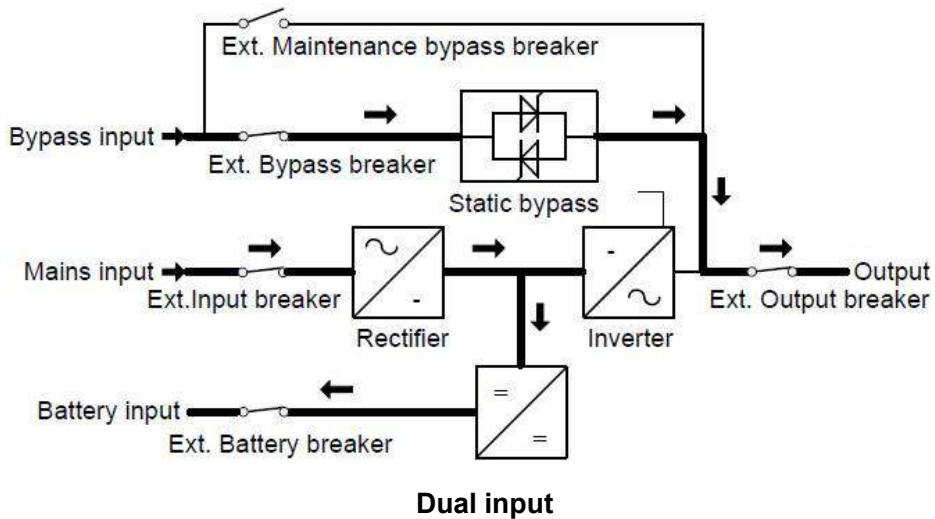 Ext. Maintenance bypass breaker
Bypass input
Ext. Bypass breaker
Static bypass
Mains input
Output
Ext.Input breaker
Ext. Output breaker
Rectifier
Inverter
Battery input
Ext. Battery breaker
Dual input